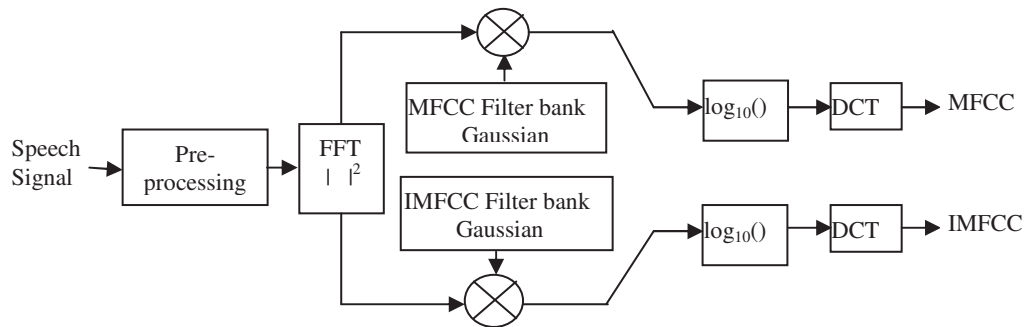 Speech
Signal
Pre-
processing
FFT
| |²
MFCC Filter bank
Gaussian
IMFCC Filter bank
Gaussian
log₁₀()
DCT
MFCC
log₁₀()
DCT
IMFCC